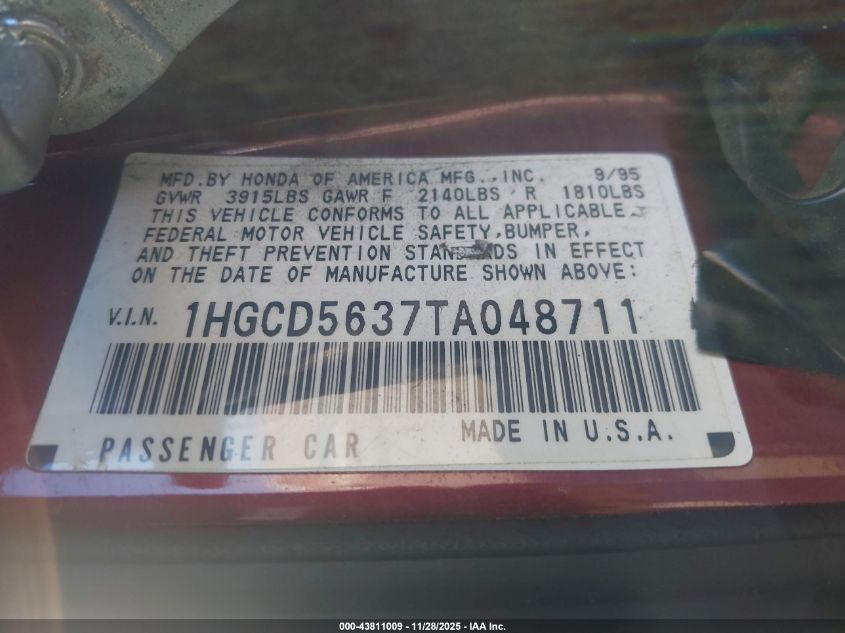 MFD.BY HONDA OF AMERICA MFG.,INC. 9/95
GVWR 3915LBS GAWR F 2140LBS R 1810LBS
THIS VEHICLE CONFORMS TO ALL APPLICABLE
FEDERAL MOTOR VEHICLE SAFETY,BUMPER,
AND THEFT PREVENTION STANDARDS IN EFFECT
ON THE DATE OF MANUFACTURE SHOWN ABOVE:
V.I.N. 1HGCD5637TA048711
PASSENGER CAR MADE IN U.S.A.
000-43811009 - 11/28/2025 - IAA Inc.